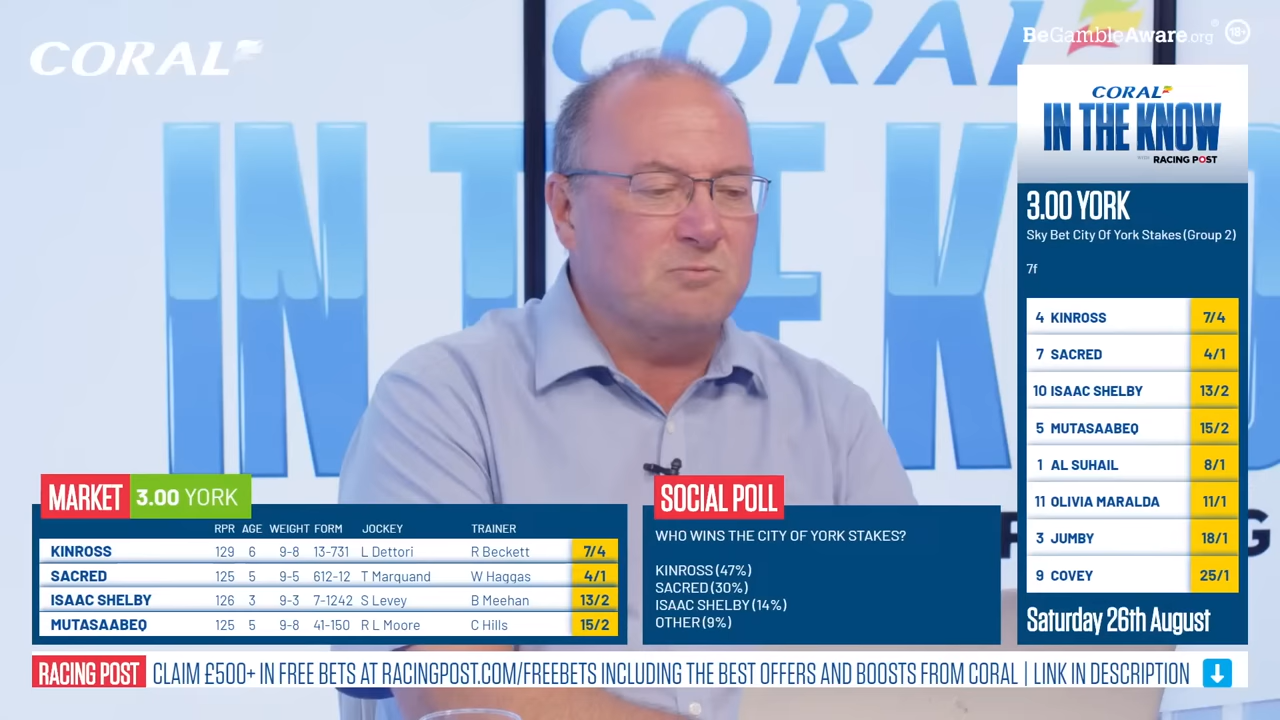 CORAL
CORAL
IN THE K
BeGambleAware.org® 18+
CORAL
IN THE KNOW
WITH RACING POST
3.00 YORK
Sky Bet City Of York Stakes (Group 2)
7f
4 KINROSS 7/4
7 SACRED 4/1
10 ISAAC SHELBY 13/2
5 MUTASAABEQ 15/2
1 AL SUHAIL 8/1
11 OLIVIA MARALDA 11/1
3 JUMBY 18/1
9 COVEY 25/1
Saturday 26th August
MARKET 3.00 YORK
RPR AGE WEIGHT FORM JOCKEY TRAINER
KINROSS 129 6 9-8 13-731 L Dettori R Beckett 7/4
SACRED 125 5 9-5 612-12 T Marquand W Haggas 4/1
ISAAC SHELBY 126 3 9-3 7-1242 S Levey B Meehan 13/2
MUTASAABEQ 125 5 9-8 41-150 R L Moore C Hills 15/2
SOCIAL POLL
WHO WINS THE CITY OF YORK STAKES?
KINROSS (47%)
SACRED (30%)
ISAAC SHELBY (14%)
OTHER (9%)
RACING POST CLAIM £500+ IN FREE BETS AT RACINGPOST.COM/FREEBETS INCLUDING THE BEST OFFERS AND BOOSTS FROM CORAL | LINK IN DESCRIPTION